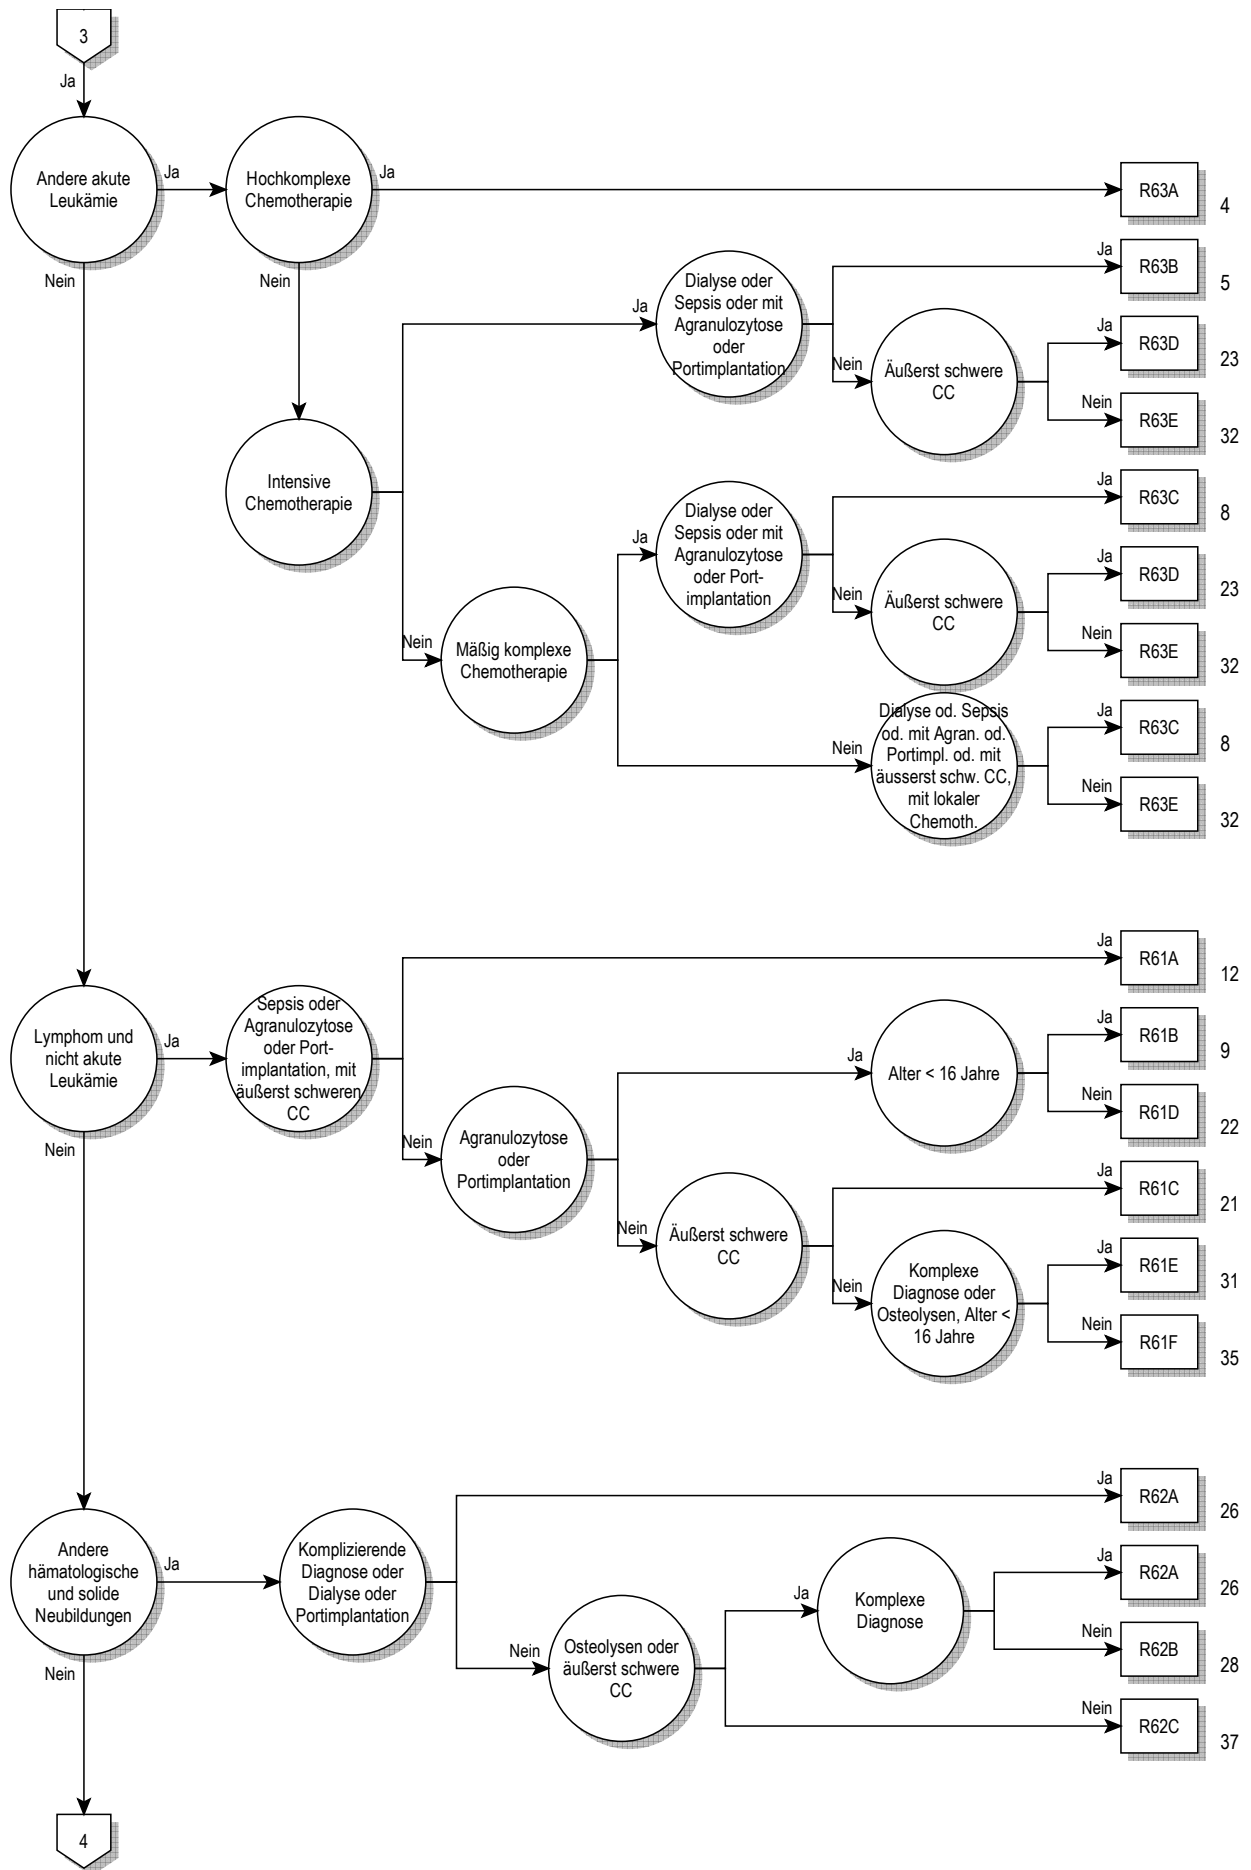 3
Ja
Andere akute
Leukämie
Ja
Hochkomplexe
Chemotherapie
Ja
R63A
4
Nein
Nein
Ja
Dialyse oder
Sepsis oder mit
Agranulozytose
oder
Portimplantation
Ja
R63B
5
Nein
Äußerst schwere
CC
Ja
R63D
23
Nein
R63E
32
Intensive
Chemotherapie
Ja
Dialyse oder
Sepsis oder mit
Agranulozytose
oder Port-
implantation
Ja
R63C
8
Nein
Äußerst schwere
CC
Ja
R63D
23
Nein
R63E
32
Nein
Mäßig komplexe
Chemotherapie
Nein
Dialyse od. Sepsis
od. mit Agran. od.
Portimpl. od. mit
äusserst schw. CC,
mit lokaler
Chemoth.
Ja
R63C
8
Nein
R63E
32
Lymphom und
nicht akute
Leukämie
Ja
Sepsis oder
Agranulozytose
oder Port-
implantation, mit
äußerst schweren
CC
Ja
R61A
12
Nein
Nein
Agranulozytose
oder
Portimplantation
Ja
Alter < 16 Jahre
Ja
R61B
9
Nein
R61D
22
Nein
Äußerst schwere
CC
Ja
R61C
21
Nein
Komplexe
Diagnose oder
Osteolysen, Alter <
16 Jahre
Ja
R61E
31
Nein
R61F
35
Andere
hämatologische
und solide
Neubildungen
Ja
Komplizierende
Diagnose oder
Dialyse oder
Portimplantation
Ja
R62A
26
Nein
Nein
Osteolysen oder
äußerst schwere
CC
Ja
Komplexe
Diagnose
Ja
R62A
26
Nein
R62B
28
Nein
R62C
37
4